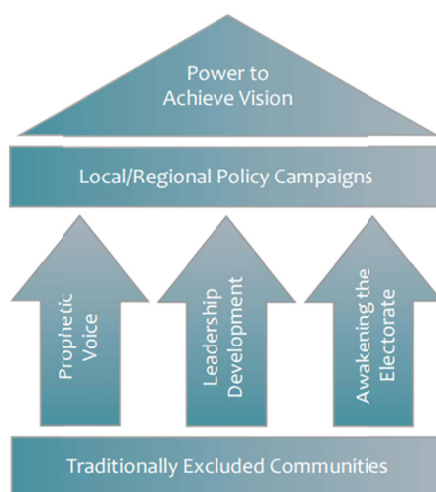 Power to
Achieve Vision
Local/Regional Policy Campaigns
Prophetic
Voice
Leadership
Development
Awakening the
Electorate
Traditionally Excluded Communities